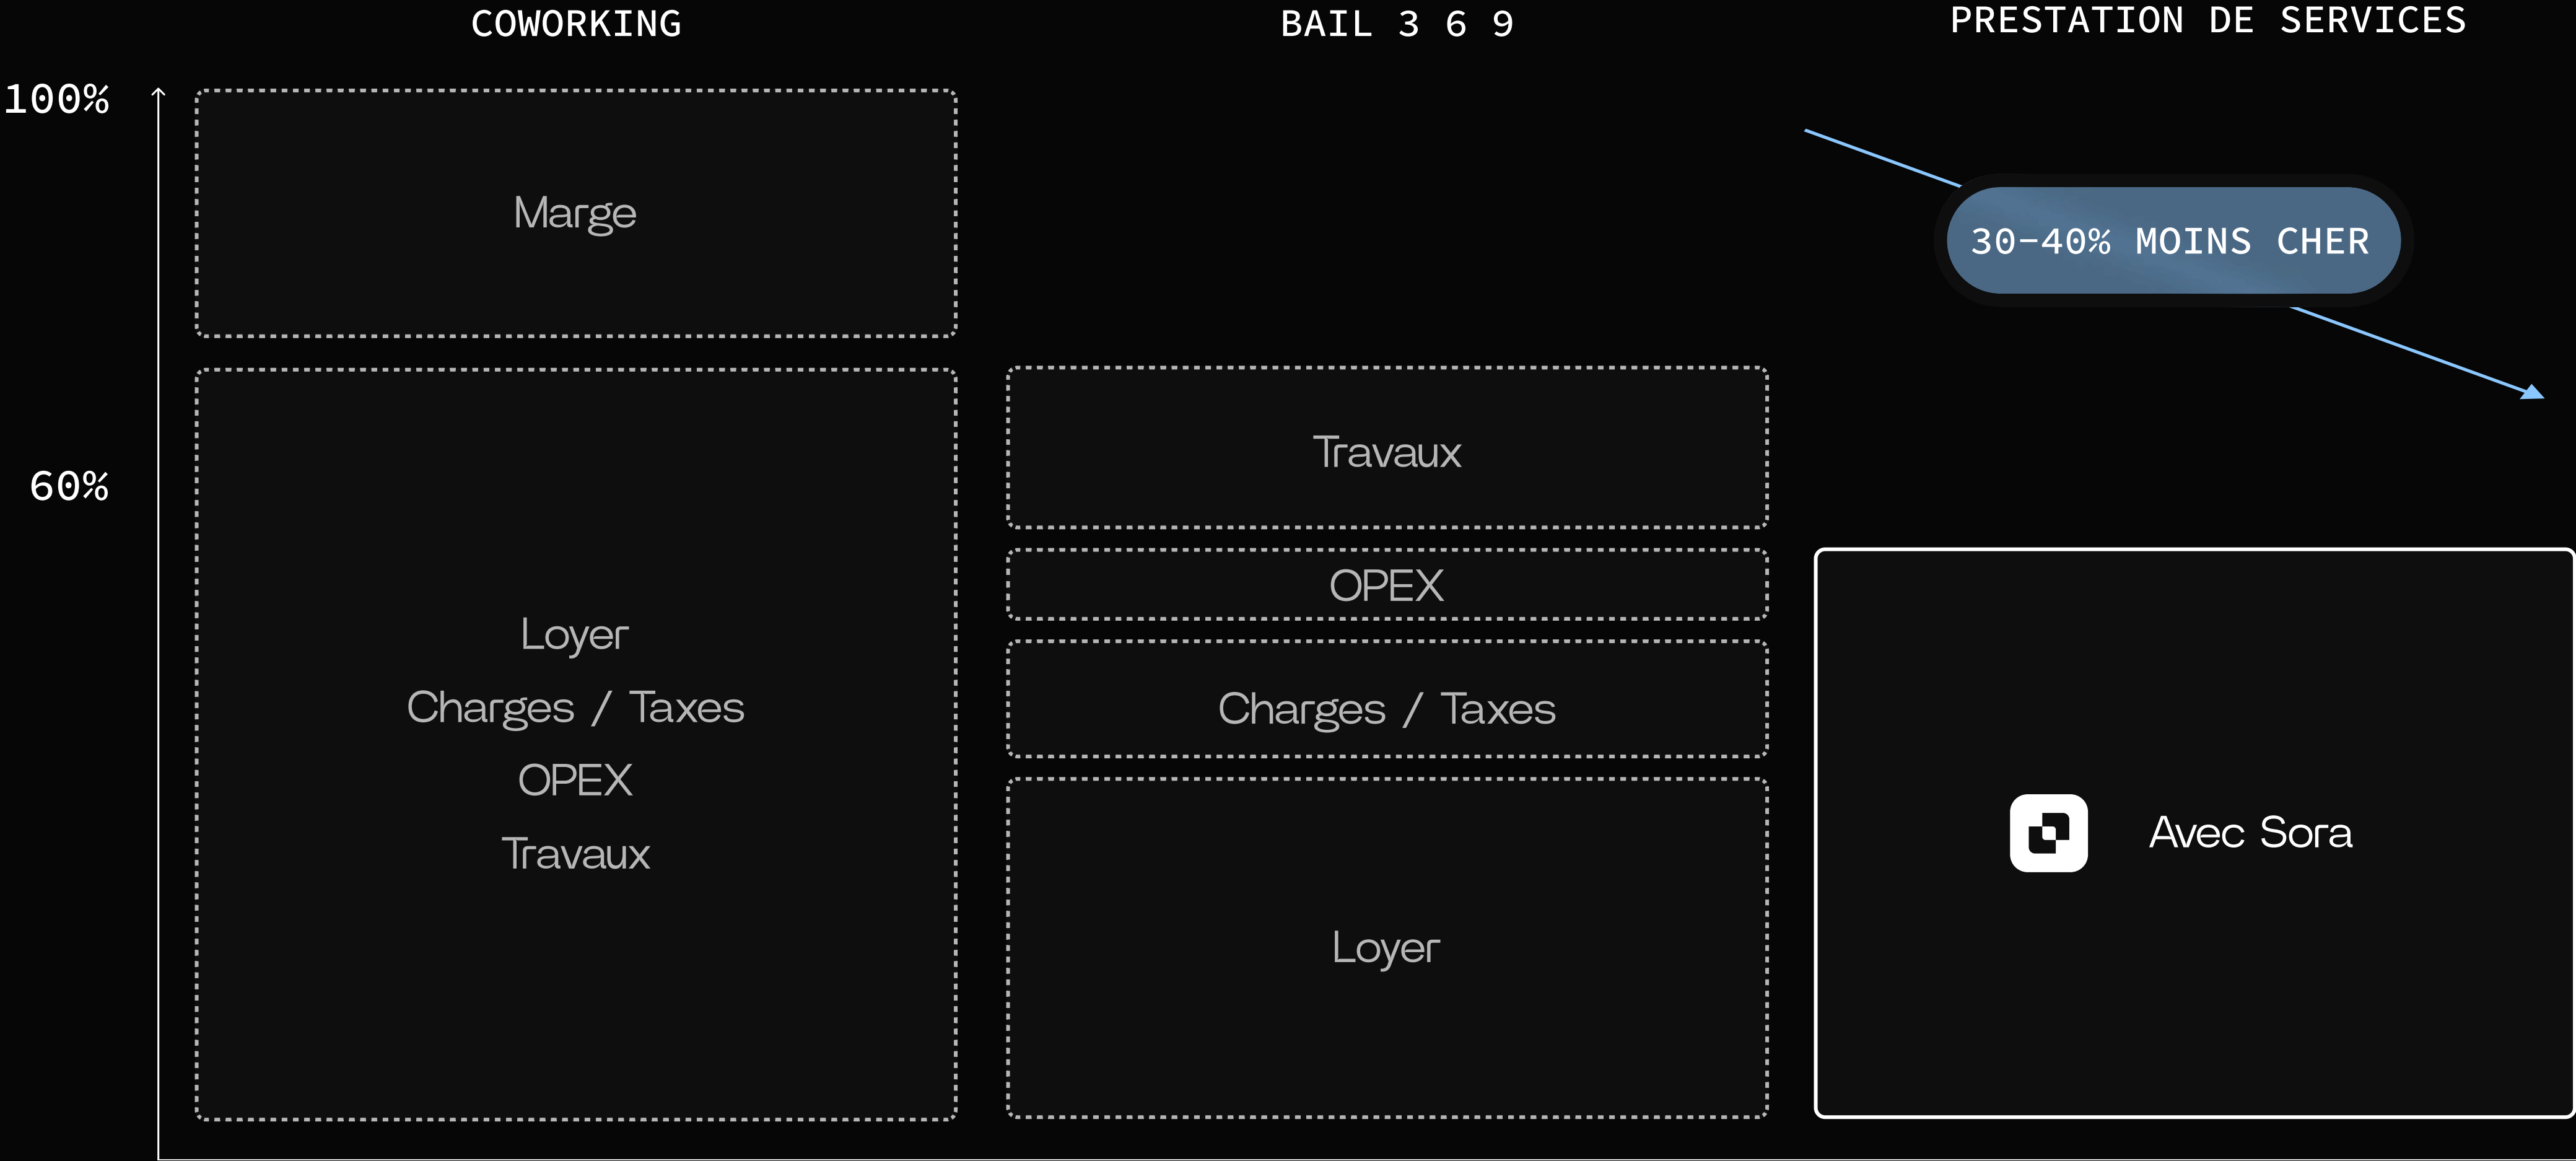 COWORKING
BAIL 3 6 9
PRESTATION DE SERVICES
100%
60%
Marge
Loyer
Charges / Taxes
OPEX
Travaux
Travaux
OPEX
Charges / Taxes
Loyer
30-40% MOINS CHER
Avec Sora